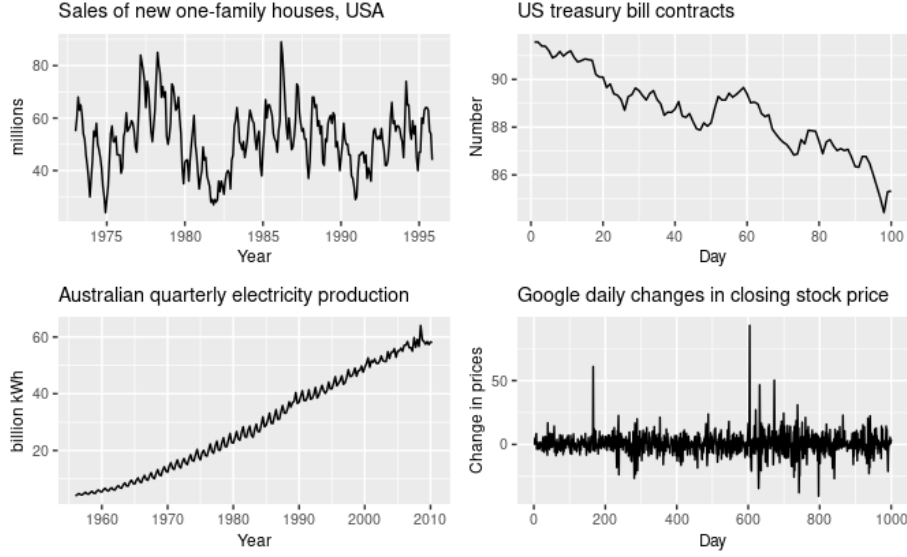 Sales of new one-family houses, USA
millions
80
60
40
1975
1980
1985
1990
1995
Year
US treasury bill contracts
Number
90
88
86
0
20
40
60
80
100
Day
Australian quarterly electricity production
billion kWh
60
40
20
1960
1970
1980
1990
2000
2010
Year
Google daily changes in closing stock price
Change in prices
50
0
0
200
400
600
800
1000
Day